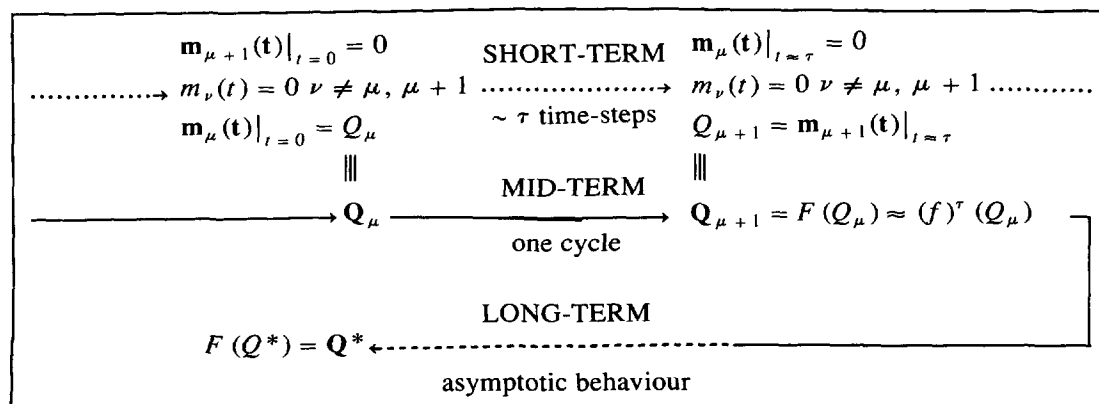 m_{μ+1}(t)|_{t=0} = 0 SHORT-TERM m_μ(t)|_{t≈τ} = 0
m_ν(t) = 0 ν ≠ μ, μ + 1 m_ν(t) = 0 ν ≠ μ, μ + 1
m_μ(t)|_{t=0} = Q_μ ~ τ time-steps Q_{μ+1} = m_{μ+1}(t)|_{t≈τ}
||| MID-TERM |||
Q_μ Q_{μ+1} = F(Q_μ) ≈ (f)^τ (Q_μ)
one cycle
LONG-TERM
F(Q*) = Q*
asymptotic behaviour